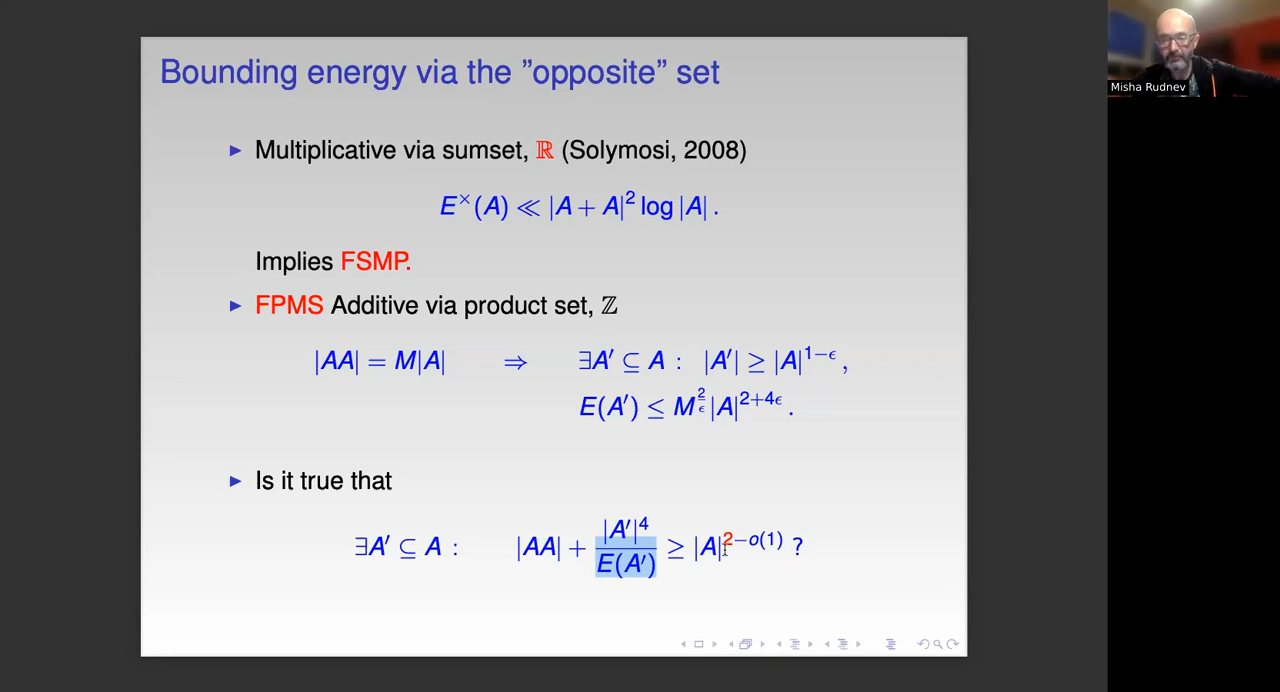 Bounding energy via the ”opposite” set
► Multiplicative via sumset, ℝ (Solymosi, 2008)
E^×(A) ≪ |A + A|² log |A| .
Implies FSMP.
► FPMS Additive via product set, ℤ
|AA| = M|A| ⇒ ∃A′ ⊆ A : |A′| ≥ |A|^{1−ϵ} ,
E(A′) ≤ M^{2/ϵ} |A|^{2+4ϵ} .
► Is it true that
∃A′ ⊆ A : |AA| + |A′|⁴ / E(A′) ≥ |A|^{2−o(1)} ?
Misha Rudnev